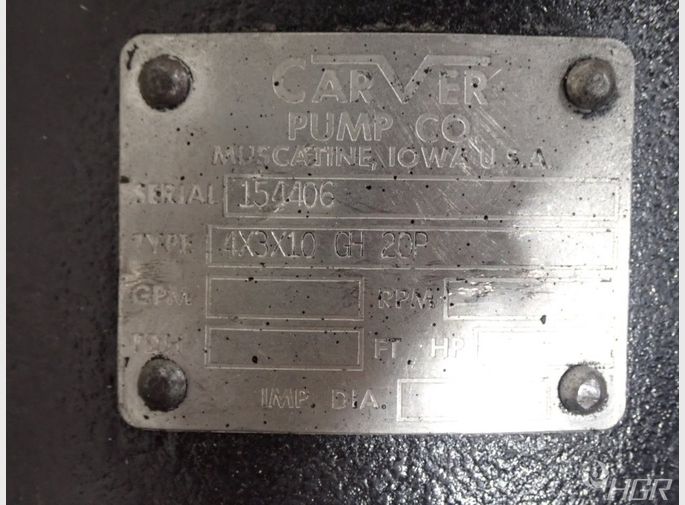 CARVER
PUMP CO
MUSCATINE, IOWA U.S.A.
SERIAL 154406
TYPE 4X3X10 GH 20P
GPM RPM
FT HP
IMP. DIA.
HGR